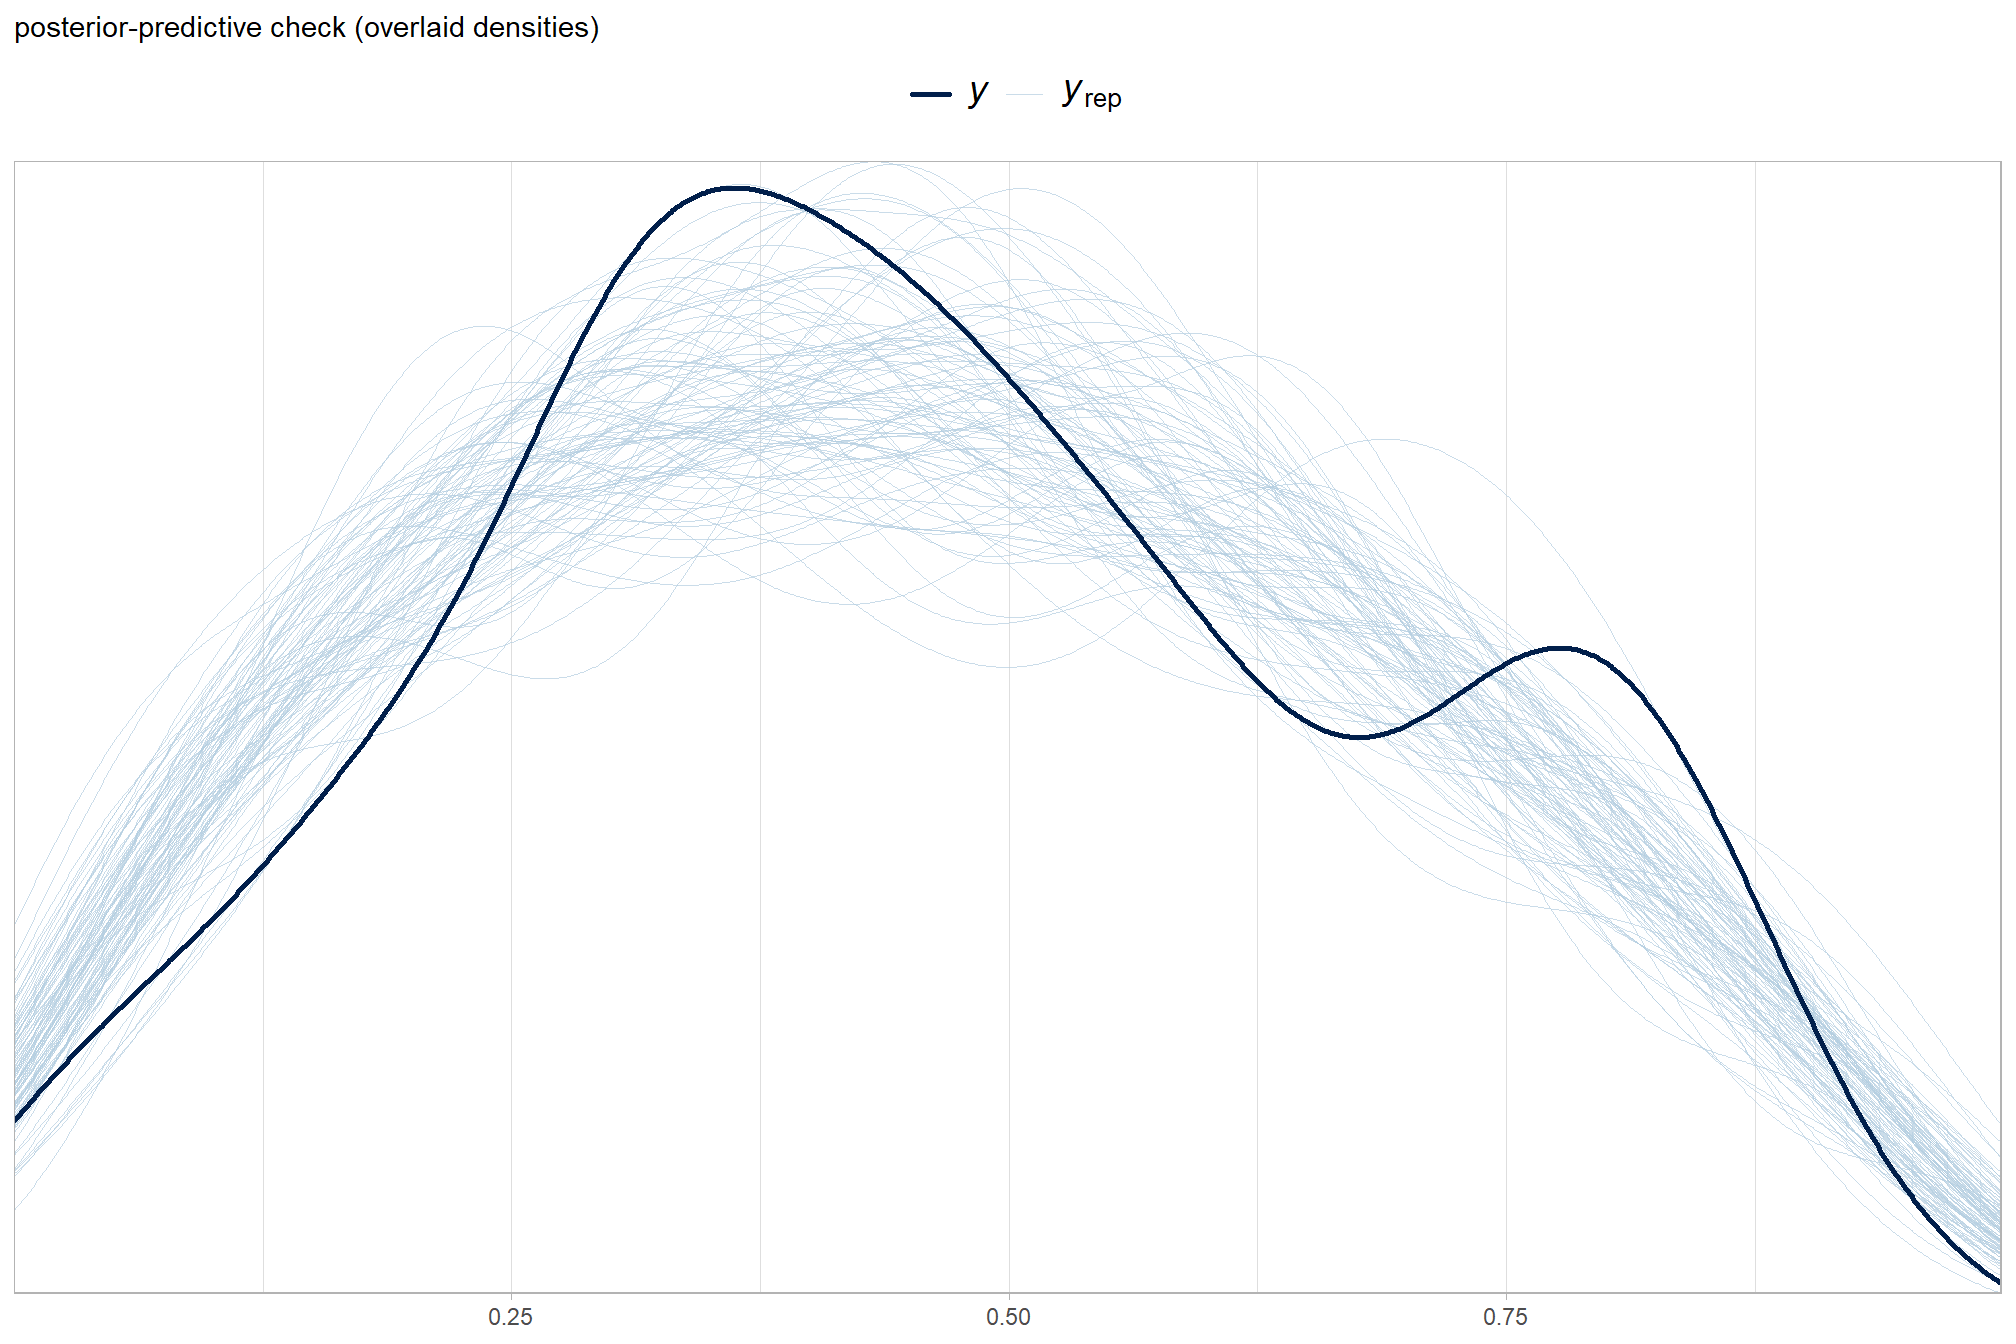 posterior-predictive check (overlaid densities)
y y rep
0.25 0.50 0.75